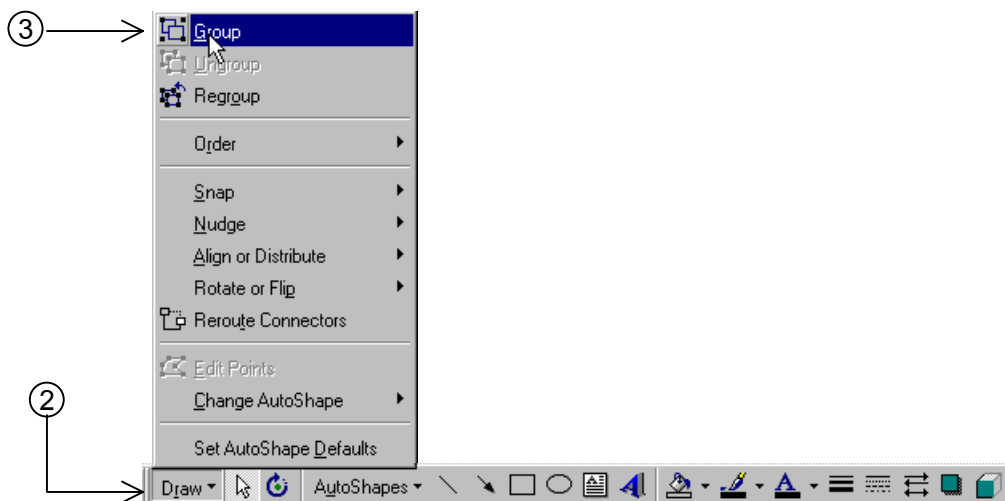 ③
Group
Ungroup
Regroup
Order
Snap
Nudge
Align or Distribute
Rotate or Flip
Reroute Connectors
Edit Points
Change AutoShape
Set AutoShape Defaults
②
Draw AutoShapes A A